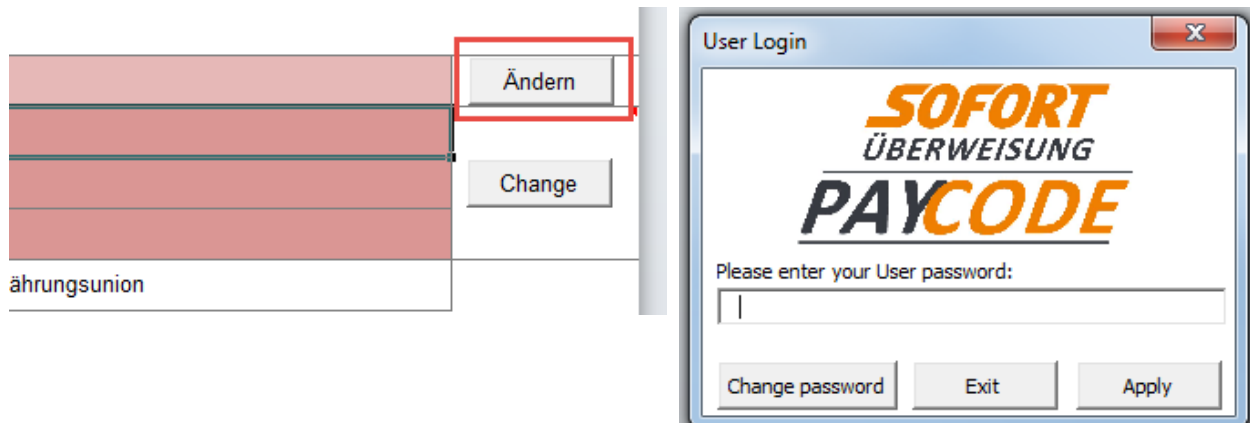 Ändern
Change
ährungsunion
User Login
SOFORT
ÜBERWEISUNG
PAYCODE
Please enter your User password:
Change password
Exit
Apply